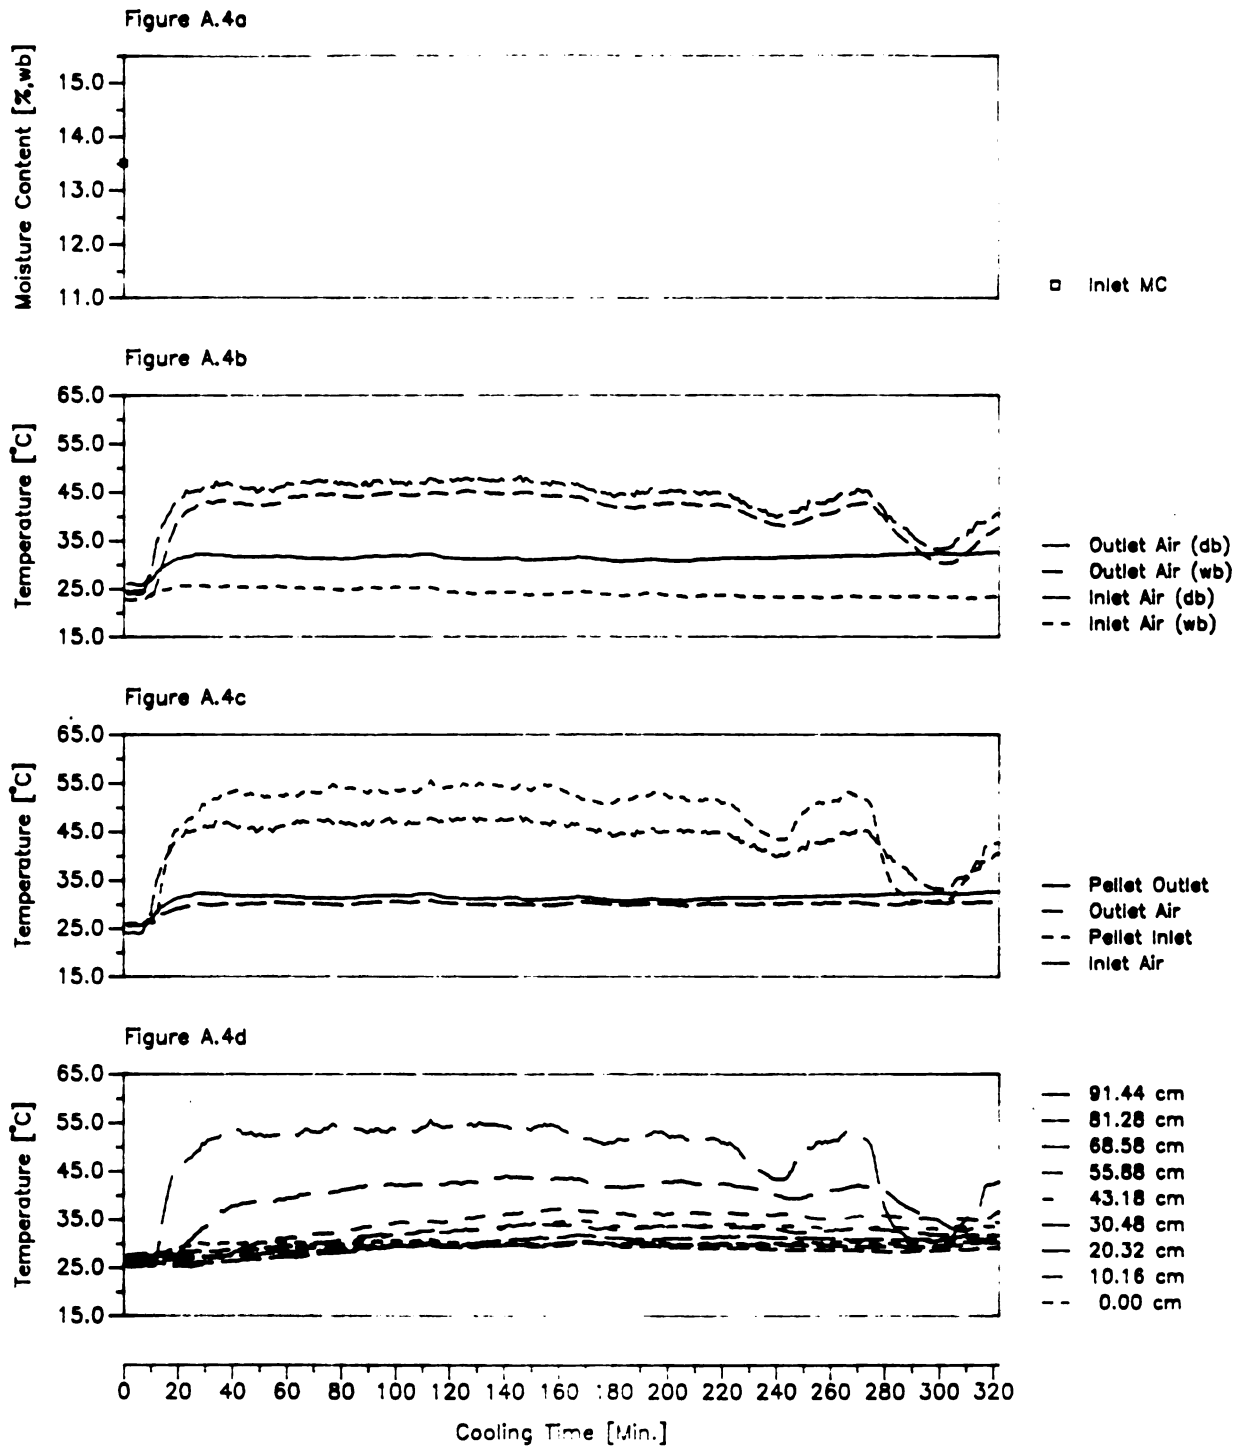 Figure A.4a
Moisture Content [%,wb]
15.0
14.0
13.0
12.0
11.0
Inlet MC
Figure A.4b
Temperature [°C]
65.0
55.0
45.0
35.0
25.0
15.0
Outlet Air (db)
Outlet Air (wb)
Inlet Air (db)
Inlet Air (wb)
Figure A.4c
Temperature [°C]
65.0
55.0
45.0
35.0
25.0
15.0
Pellet Outlet
Outlet Air
Pellet Inlet
Inlet Air
Figure A.4d
Temperature [°C]
65.0
55.0
45.0
35.0
25.0
15.0
91.44 cm
81.28 cm
68.58 cm
55.88 cm
43.18 cm
30.48 cm
20.32 cm
10.16 cm
0.00 cm
0 20 40 60 80 100 120 140 160 180 200 220 240 260 280 300 320
Cooling Time [Min.]